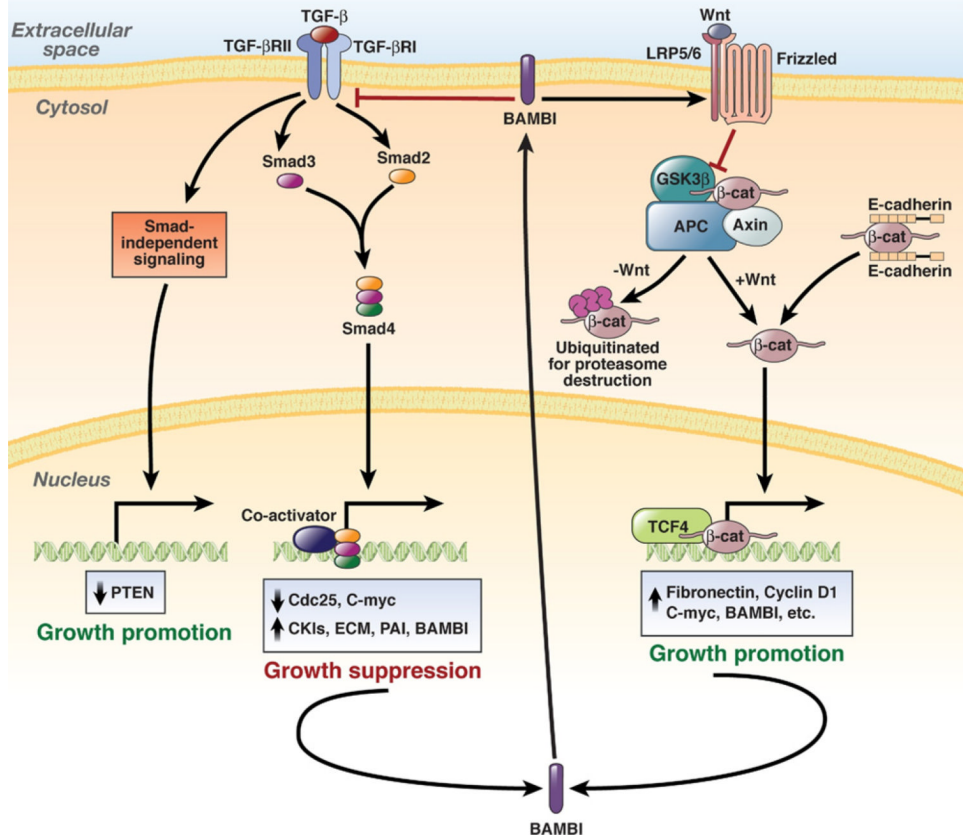 Extracellular
space
TGF-β
TGF-βRII
TGF-βRI
Wnt
LRP5/6
Frizzled
Cytosol
BAMBI
Smad3
Smad2
GSK3β
β-cat
APC
Axin
E-cadherin
β-cat
E-cadherin
Smad-
independent
signaling
-Wnt
+Wnt
Smad4
β-cat
Ubiquitinated
for proteasome
destruction
β-cat
Nucleus
Co-activator
TCF4
β-cat
PTEN
Growth promotion
Cdc25, C-myc
CKIs, ECM, PAI, BAMBI
Growth suppression
Fibronectin, Cyclin D1
C-myc, BAMBI, etc.
Growth promotion
BAMBI